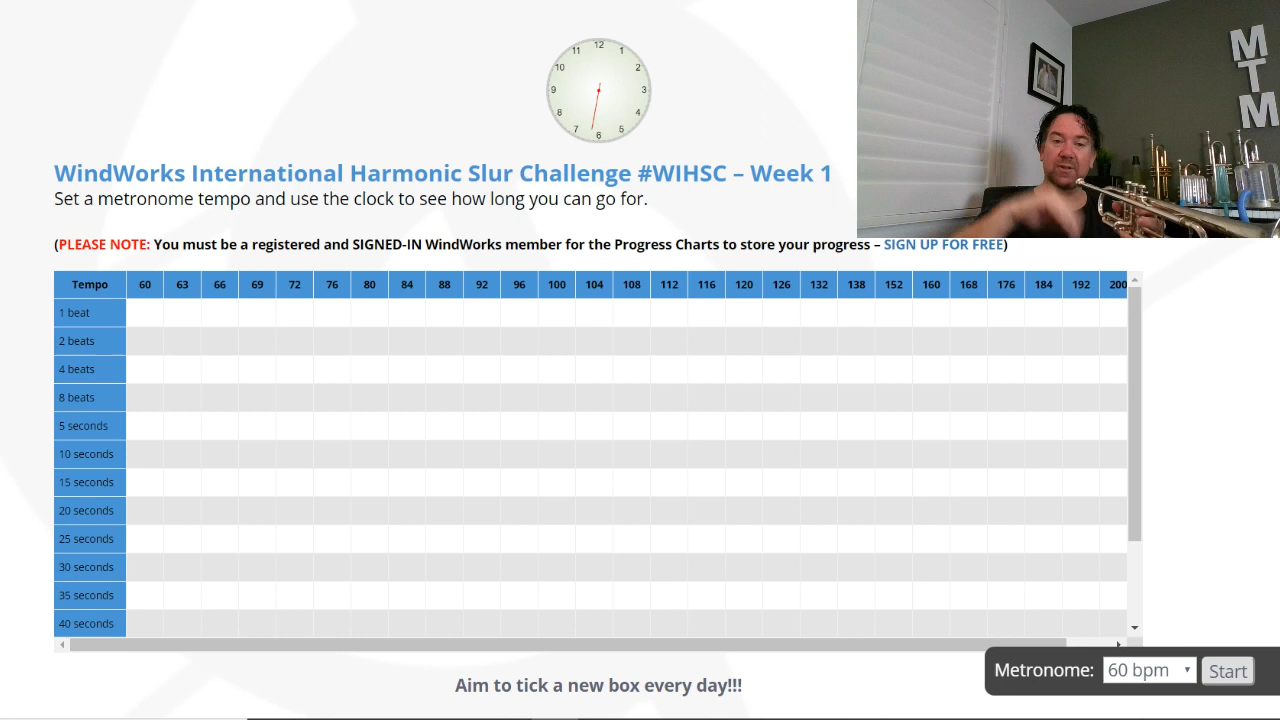 12
11 1
10 2
9 3
8 4
7 5
6
M
T
M
WindWorks International Harmonic Slur Challenge #WIHSC – Week 1
Set a metronome tempo and use the clock to see how long you can go for.
(PLEASE NOTE: You must be a registered and SIGNED-IN WindWorks member for the Progress Charts to store your progress – SIGN UP FOR FREE)
Tempo 60 63 66 69 72 76 80 84 88 92 96 100 104 108 112 116 120 126 132 138 152 160 168 176 184 192 200
1 beat
2 beats
4 beats
8 beats
5 seconds
10 seconds
15 seconds
20 seconds
25 seconds
30 seconds
35 seconds
40 seconds
Metronome: 60 bpm Start
Aim to tick a new box every day!!!